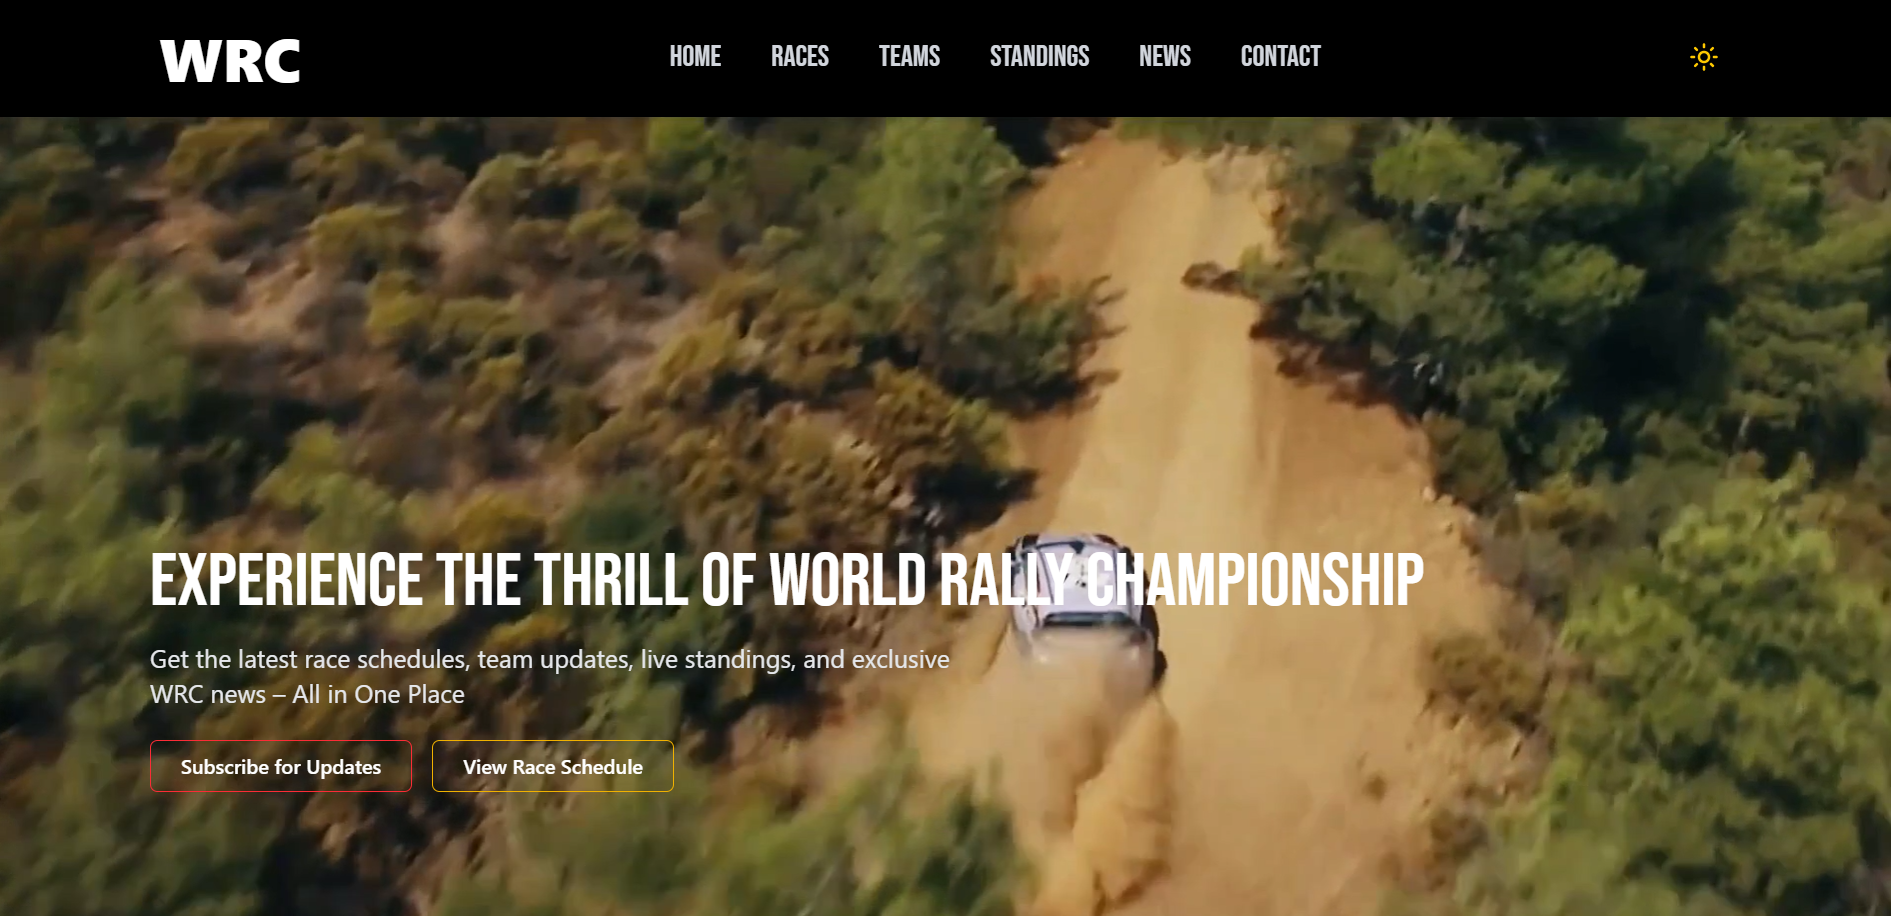 WRC
HOME RACES TEAMS STANDINGS NEWS CONTACT
EXPERIENCE THE THRILL OF WORLD RALLY CHAMPIONSHIP
Get the latest race schedules, team updates, live standings, and exclusive
WRC news – All in One Place
Subscribe for Updates View Race Schedule